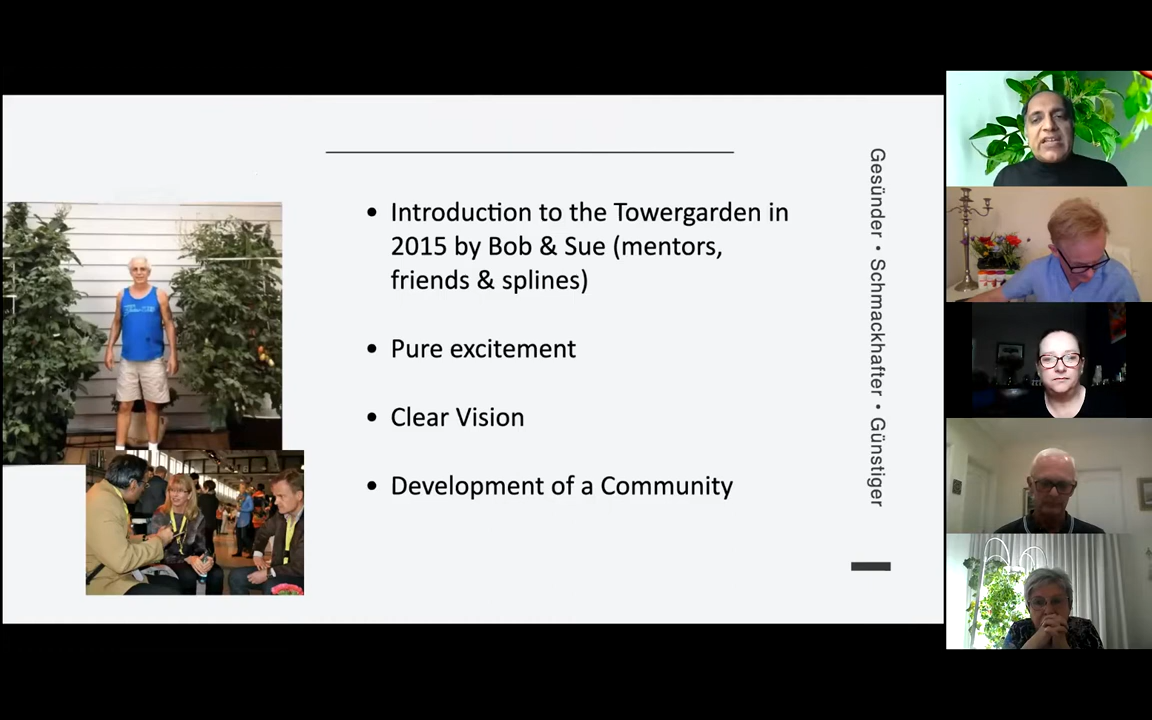 • Introduction to the Towergarden in
2015 by Bob & Sue (mentors,
friends & splines)
• Pure excitement
• Clear Vision
• Development of a Community
Gesünder • Schmackhafter • Günstiger